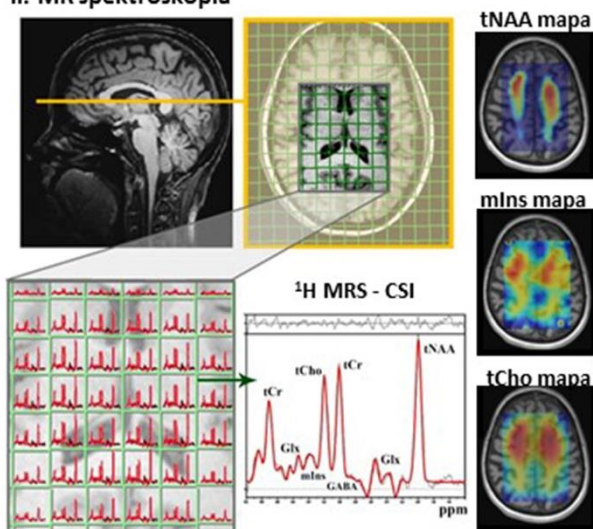 II. MR spektroskopia
tNAA mapa
mIns mapa
tCho mapa
¹H MRS - CSI
tNAA
tCr
tCho
tCr
Glx
mIns
GABA
Glx
ppm